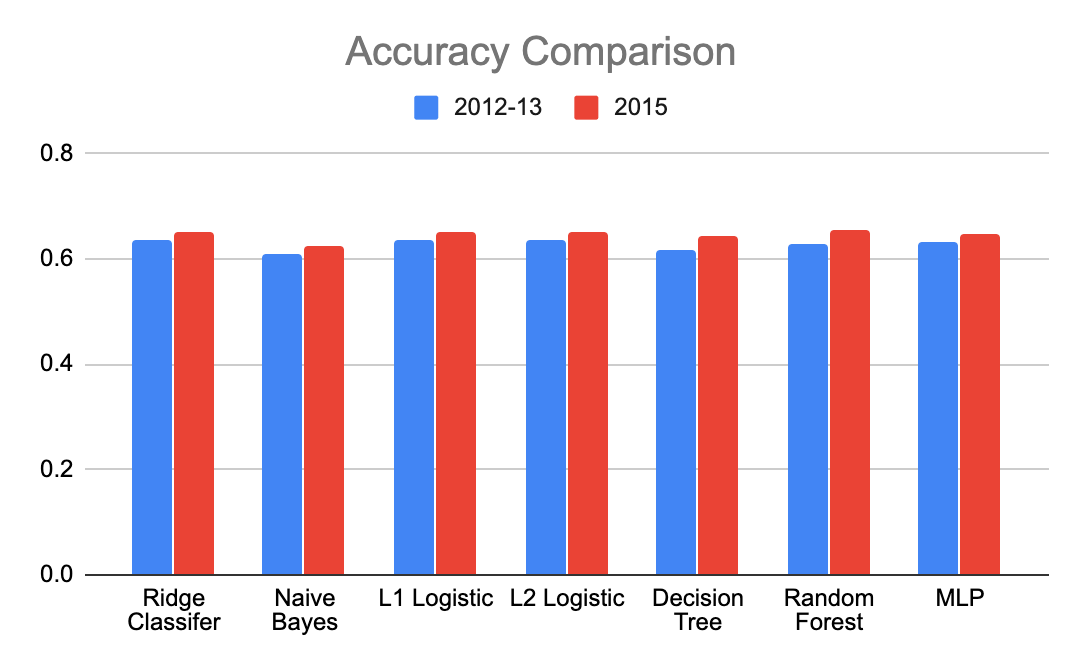 Accuracy Comparison
2012-13 2015
0.8
0.6
0.4
0.2
0.0
Ridge
Classifer
Naive
Bayes
L1 Logistic
L2 Logistic
Decision
Tree
Random
Forest
MLP